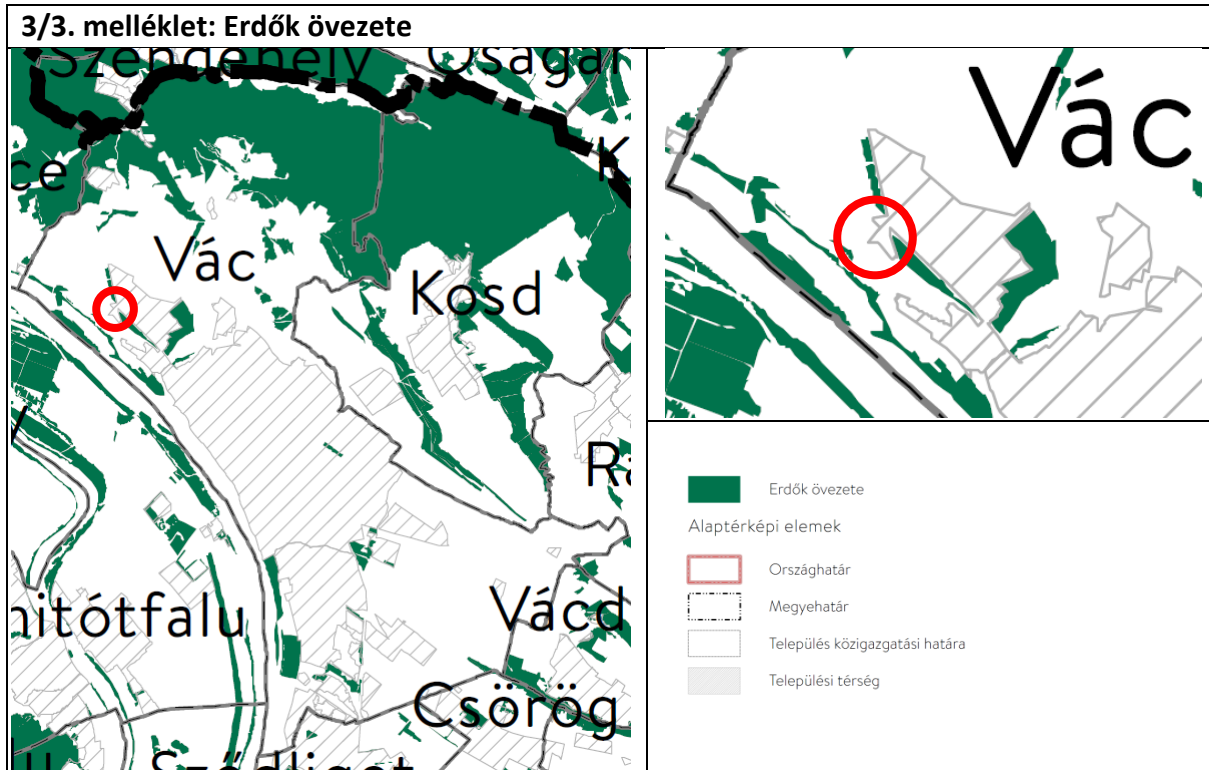 3/3. melléklet: Erdők övezete
Szendehely
Vác
Kosd
Csörög
Vác
Erdők övezete
Alaptérképi elemek
Országhatár
Megyehatár
Település közigazgatási határa
Települési térség